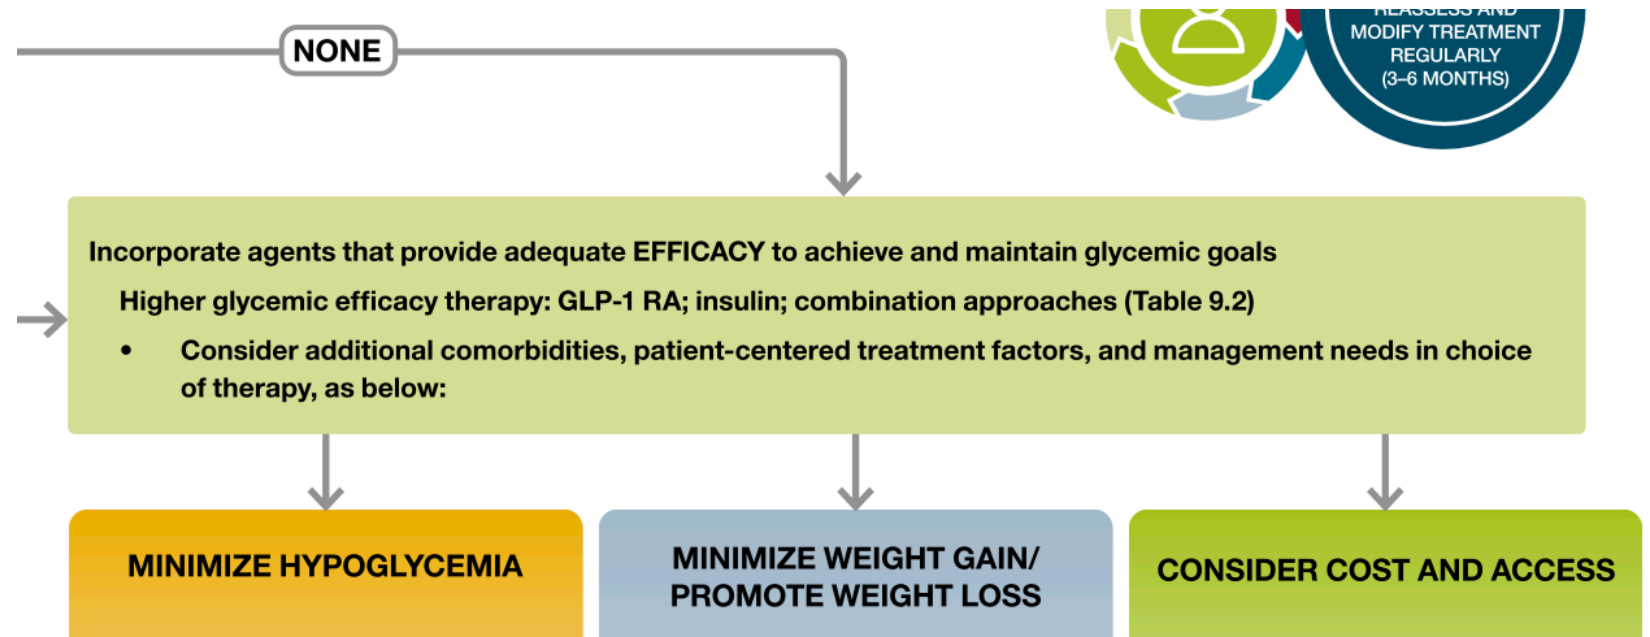 NONE
REASSESS AND
MODIFY TREATMENT
REGULARLY
(3–6 MONTHS)
Incorporate agents that provide adequate EFFICACY to achieve and maintain glycemic goals
Higher glycemic efficacy therapy: GLP-1 RA; insulin; combination approaches (Table 9.2)
• Consider additional comorbidities, patient-centered treatment factors, and management needs in choice
of therapy, as below:
MINIMIZE HYPOGLYCEMIA
MINIMIZE WEIGHT GAIN/
PROMOTE WEIGHT LOSS
CONSIDER COST AND ACCESS